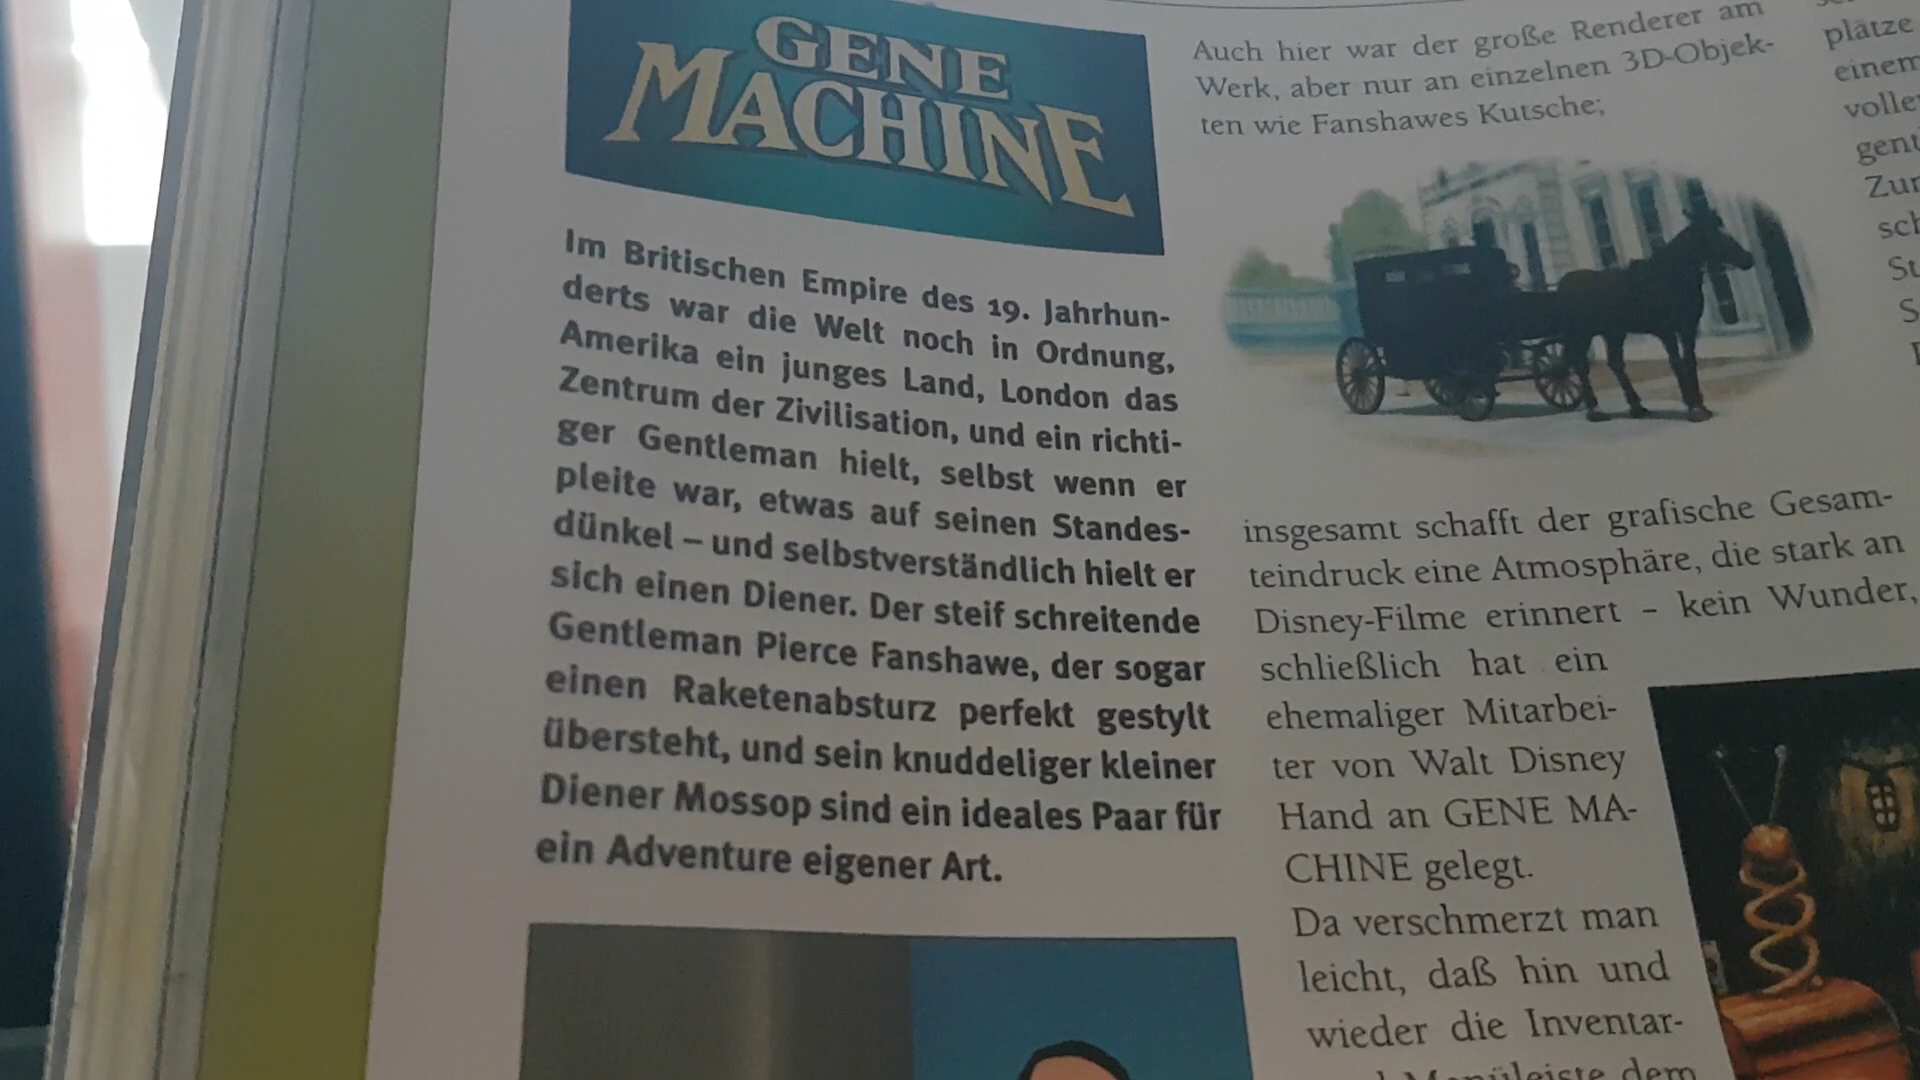 GENE
MACHINE
Im Britischen Empire des 19. Jahrhun-
derts war die Welt noch in Ordnung,
Amerika ein junges Land, London das
Zentrum der Zivilisation, und ein richti-
ger Gentleman hielt, selbst wenn er
pleite war, etwas auf seinen Standes-
dünkel – und selbstverständlich hielt er
sich einen Diener. Der steif schreitende
Gentleman Pierce Fanshawe, der sogar
einen Raketenabsturz perfekt gestylt
übersteht, und sein knuddeliger kleiner
Diener Mossop sind ein ideales Paar für
ein Adventure eigener Art.
Auch hier war der große Renderer am
Werk, aber nur an einzelnen 3D-Objek-
ten wie Fanshawes Kutsche;
insgesamt schafft der grafische Gesam-
teindruck eine Atmosphäre, die stark an
Disney-Filme erinnert – kein Wunder,
schließlich hat ein
ehemaliger Mitarbei-
ter von Walt Disney
Hand an GENE MA-
CHINE gelegt.
Da verschmerzt man
leicht, daß hin und
wieder die Inventar-
Menüleiste dem
plätze
einem